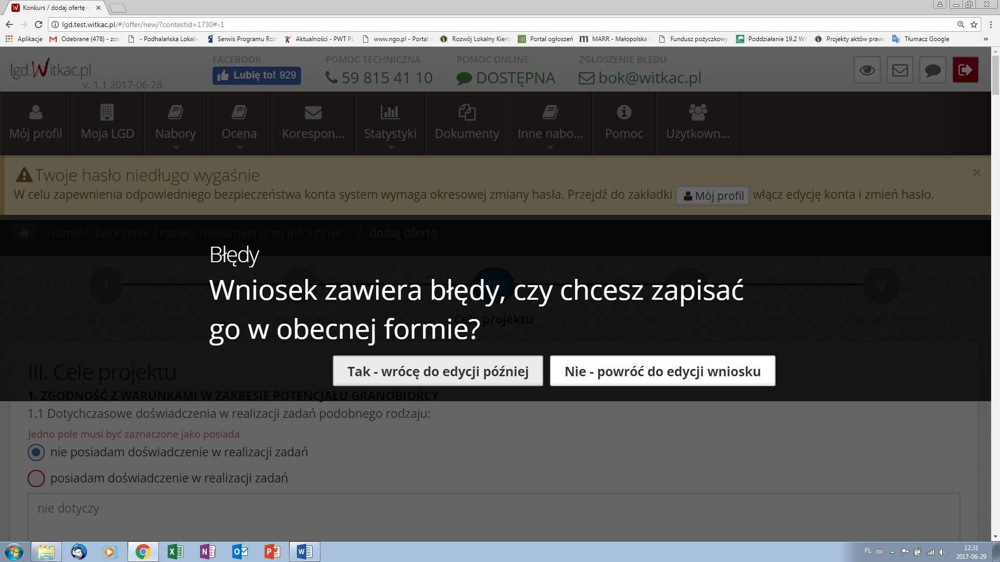 Konkurs / dodaj ofertę -
lgd.test.witkac.pl/#/offer/new/?contestid=1730#-1
Aplikacje
Odebrane (478) - zos
- Podhalańska Lokaln
Serwis Programu Roz
Aktualności - PWT PL
www.ngo.pl - Portal o
Rozwój Lokalny Kiero
Portal ogłoszeń
MARR - Małopolska A
Fundusz pożyczkowy
Poddziałanie 19.2 Ws
Projekty aktów prawn
Tłumacz Google
»
lgd.Witkac.pl
v. 1.1 2017-06-28
FACEBOOK
Lubię to! 929
POMOC TECHNICZNA
59 815 41 10
POMOC ONLINE
DOSTĘPNA
ZGŁOSZENIE BŁĘDU
bok@witkac.pl
Mój profil
Moja LGD
Nabory
Ocena
Korespon...
Statystyki
Dokumenty
Inne nabo...
Pomoc
Użytkown...
Twoje hasło niedługo wygaśnie
W celu zapewnienia odpowiedniego bezpieczeństwa konta system wymaga okresowej zmiany hasła. Przejdź do zakładki Mój profil włącz edycję konta i zmień hasło.
Home / tworzenie i rozwój niekomercyjnej infrastruk... / dodaj ofertę
Błędy
Wniosek zawiera błędy, czy chcesz zapisać
go w obecnej formie?
I
III
V
Dane grantobiorcy
Cele projektu
Kalkulacja kosztów
Oświadczenie
Tak - wrócę do edycji później
Nie - powróć do edycji wniosku
III. Cele projektu
1. ZGODNOŚĆ Z WARUNKAMI W ZAKRESIE POTENCJAŁU GRANOBIORCY
1.1 Dotychczasowe doświadczenia w realizacji zadań podobnego rodzaju:
Jedno pole musi być zaznaczone jako posiada
nie posiadam doświadczenie w realizacji zadań
posiadam doświadczenie w realizacji zadań
nie dotyczy
PL
12:31
2017-06-29